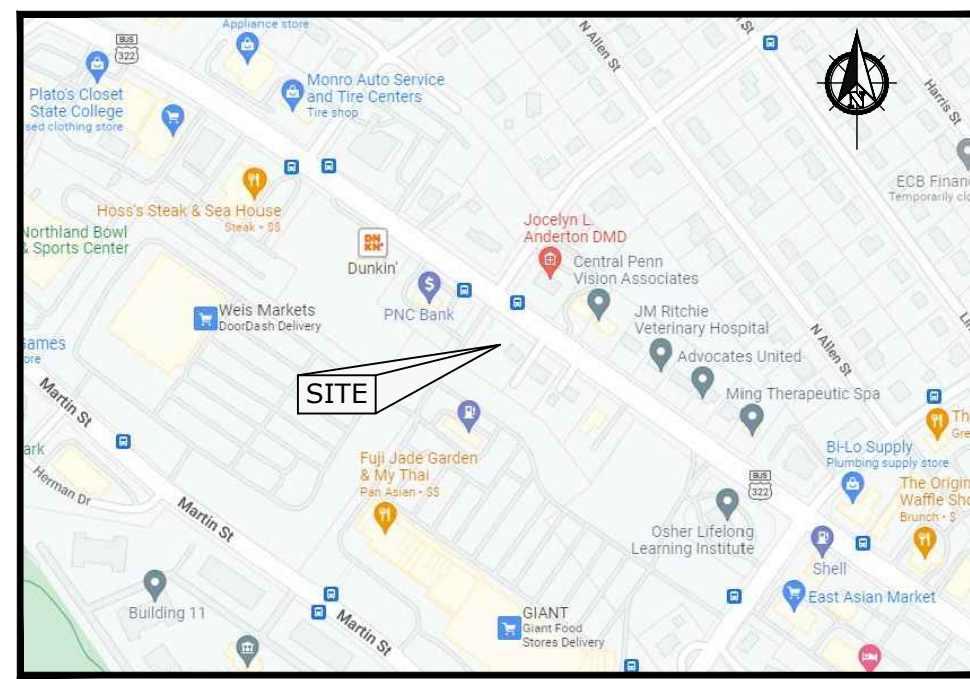 Appliance store
BUS
322
Plato's Closet
State College
sed clothing store
Monro Auto Service
and Tire Centers
Tire shop
N Allen St
St
N
Harris St
ECB Finan
Temporarily clo
Hoss's Steak & Sea House
Steak • $$
Northland Bowl
& Sports Center
DNKN'
Dunkin'
$
PNC Bank
Jocelyn L.
Anderton DMD
Central Penn
Vision Associates
Weis Markets
DoorDash Delivery
JM Ritchie
Veterinary Hospital
Advocates United
N Allen St
Ming Therapeutic Spa
SITE
ames
ore
Martin St
ark
Herman Dr
Martin St
Fuji Jade Garden
& My Thai
Pan Asian • $$
Th
Gre
Bi-Lo Supply
Plumbing supply store
BUS
322
The Origin
Waffle Sho
Brunch • $
Osher Lifelong
Learning Institute
Shell
East Asian Market
Building 11
Martin St
GIANT
Giant Food
Stores Delivery